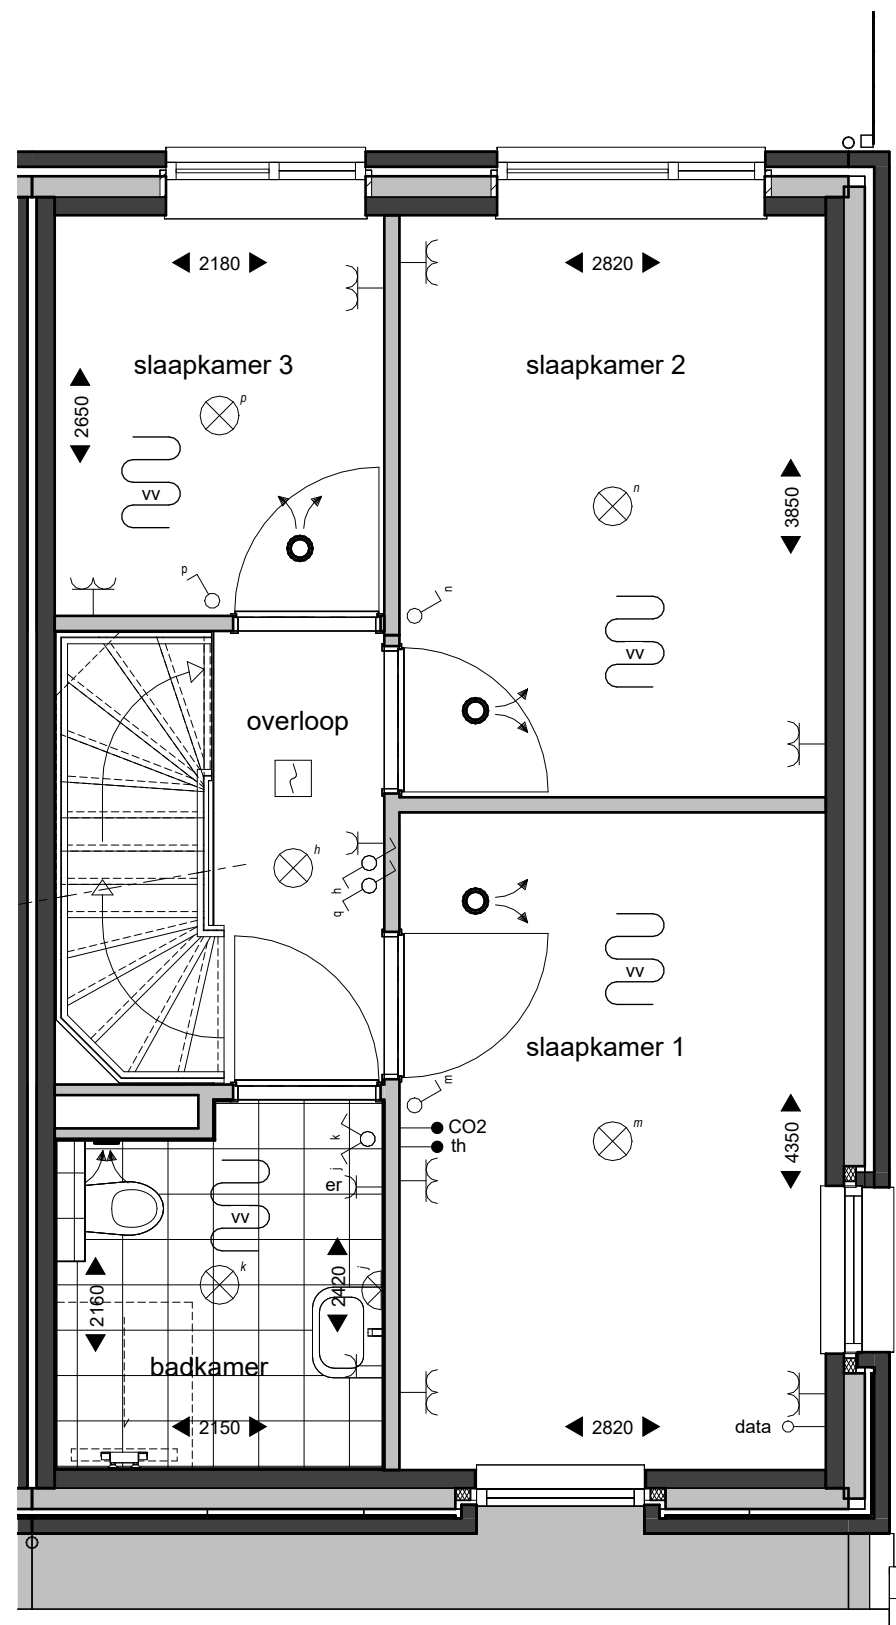 2180
2820
slaapkamer 3
slaapkamer 2
2650
p
vv
n
3850
p
n
vv
overloop
h
h
q
vv
slaapkamer 1
m
CO2
th
m
4350
k
j
er
vv
k
j
2160
2420
badkamer
2150
2820
data